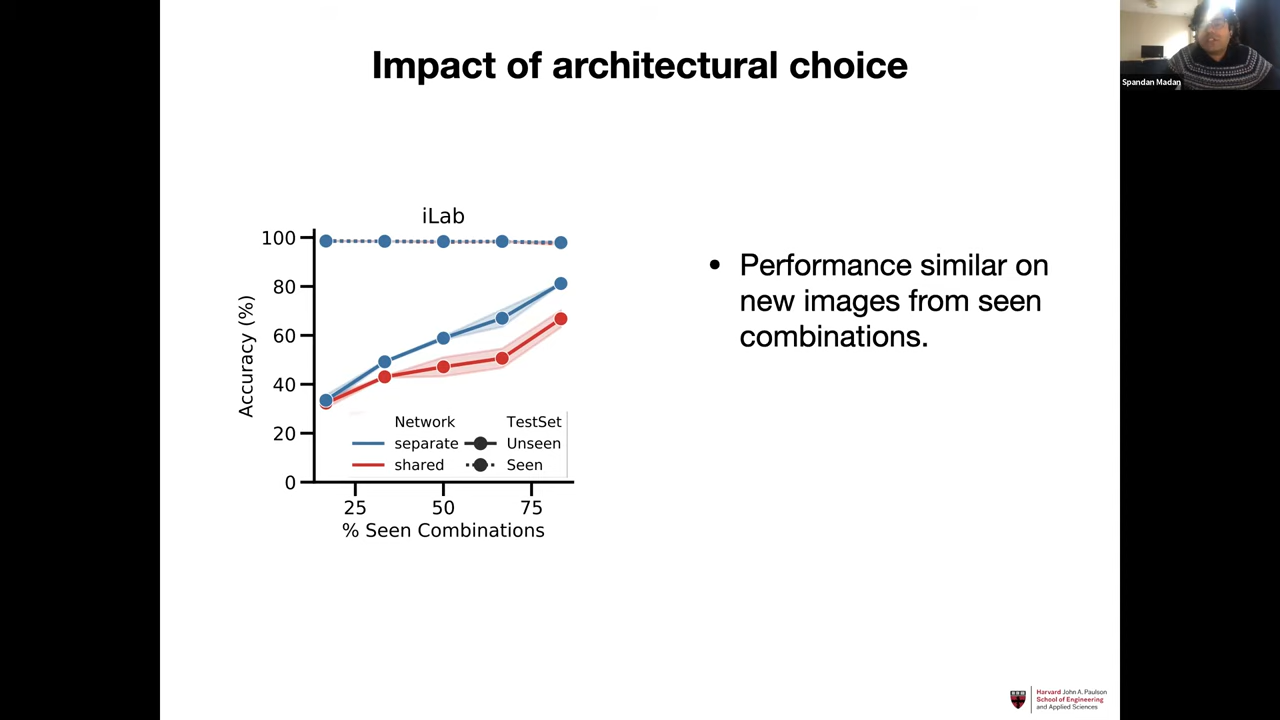 Impact of architectural choice
Spandan Madan
iLab
100
80
60
40
20
0
Accuracy (%)
Network
TestSet
separate
Unseen
shared
Seen
25
50
75
% Seen Combinations
• Performance similar on
new images from seen
combinations.
Harvard John A. Paulson
School of Engineering
and Applied Sciences